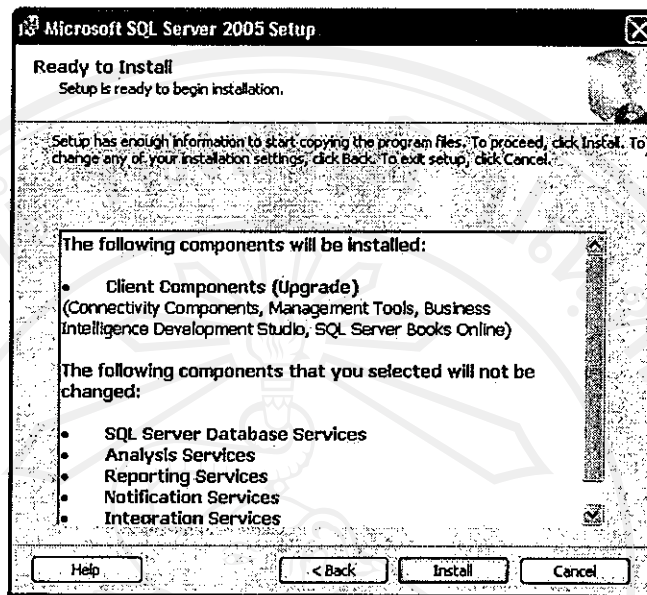 Microsoft SQL Server 2005 Setup
Ready to Install
Setup is ready to begin installation.
Setup has enough information to start copying the program files. To proceed, click Install. To
change any of your installation settings, click Back. To exit setup, click Cancel.
The following components will be installed:
• Client Components (Upgrade)
(Connectivity Components, Management Tools, Business
Intelligence Development Studio, SQL Server Books Online)
The following components that you selected will not be
changed:
• SQL Server Database Services
• Analysis Services
• Reporting Services
• Notification Services
• Integration Services
Help < Back Install Cancel